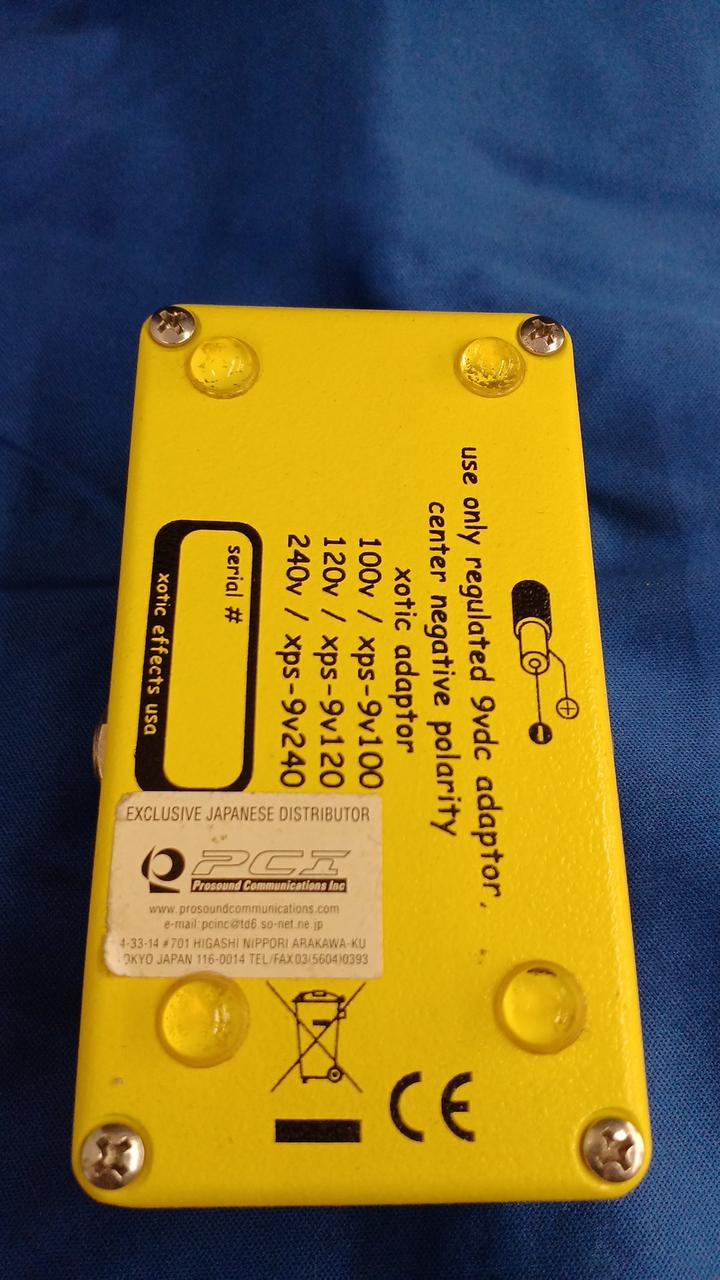 use only regulated 9vdc adaptor,
center negative polarity
xotic adaptor
100v / xps-9v100
120v / xps-9v120
240v / xps-9v240
serial #
xotic effects usa
EXCLUSIVE JAPANESE DISTRIBUTOR
PCI
Prosound Communications Inc
www.prosoundcommunications.com
e-mail:pcinc@td6.so-net.ne.jp
4-33-14 #701 HIGASHI NIPPORI ARAKAWA-KU
OKYO JAPAN 116-0014 TEL/FAX03(5604)0393
CE